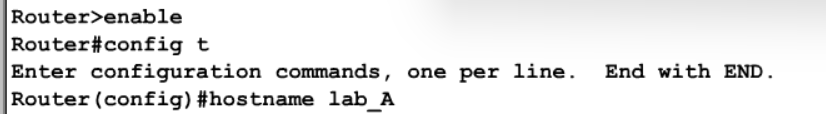 Router>enable
Router#config t
Enter configuration commands, one per line.  End with END.
Router(config)#hostname lab_A